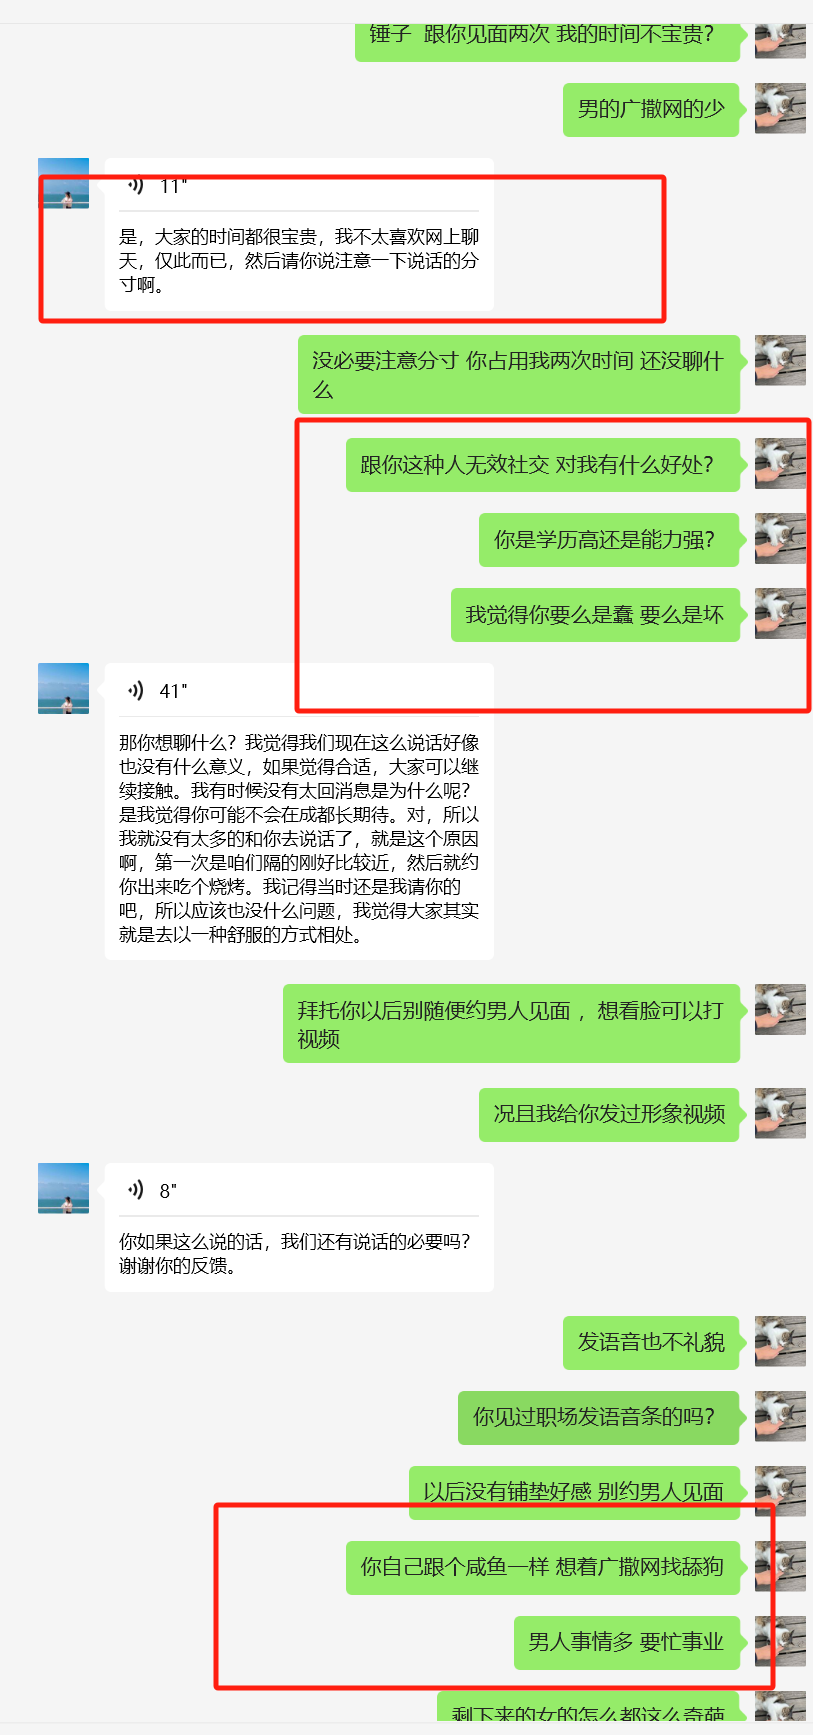 锤子 跟你见面两次 我的时间不宝贵？
男的广撒网的少
11"
是，大家的时间都很宝贵，我不太喜欢网上聊
天，仅此而已，然后请你说注意一下说话的分
寸啊。
没必要注意分寸 你占用我两次时间 还没聊什
么
跟你这种人无效社交 对我有什么好处？
你是学历高还是能力强？
我觉得你要么是蠢 要么是坏
41"
那你想聊什么？我觉得我们现在这么说话好像
也没有什么意义，如果觉得合适，大家可以继
续接触。我有时候没有太回消息是为什么呢？
是我觉得你可能不会在成都长期待。对，所以
我就没有太多的和你去说话了，就是这个原因
啊，第一次是咱们隔的刚好比较近，然后就约
你出来吃个烧烤。我记得当时还是我请你的
吧，所以应该也没什么问题，我觉得大家其实
就是去以一种舒服的方式相处。
拜托你以后别随便约男人见面 ，想看脸可以打
视频
况且我给你发过形象视频
8"
你如果这么说的话，我们还有说话的必要吗？
谢谢你的反馈。
发语音也不礼貌
你见过职场发语音条的吗？
以后没有铺垫好感 别约男人见面
你自己跟个咸鱼一样 想着广撒网找舔狗
男人事情多 要忙事业
剩下来的女的怎么都这么奇葩